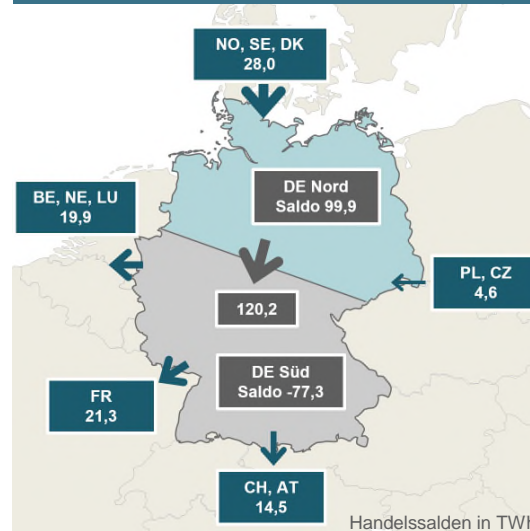 NO, SE, DK
28,0
DE Nord
Saldo 99,9
BE, NE, LU
19,9
PL, CZ
4,6
120,2
DE Süd
Saldo -77,3
FR
21,3
CH, AT
14,5
Handelssalden in TWh